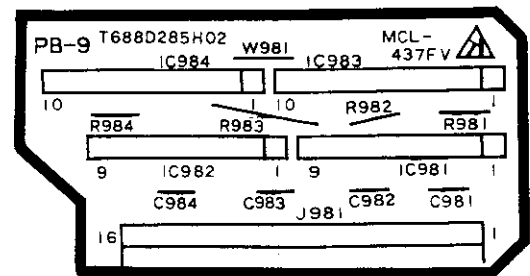 PB-9 T688D285H02 W981 MCL-
437FV
IC984 IC983
10 1 10 1
R982
R984 R983 R981
9 IC982 1 9 IC981 1
C984 C983 C982 C981
J981
16 1